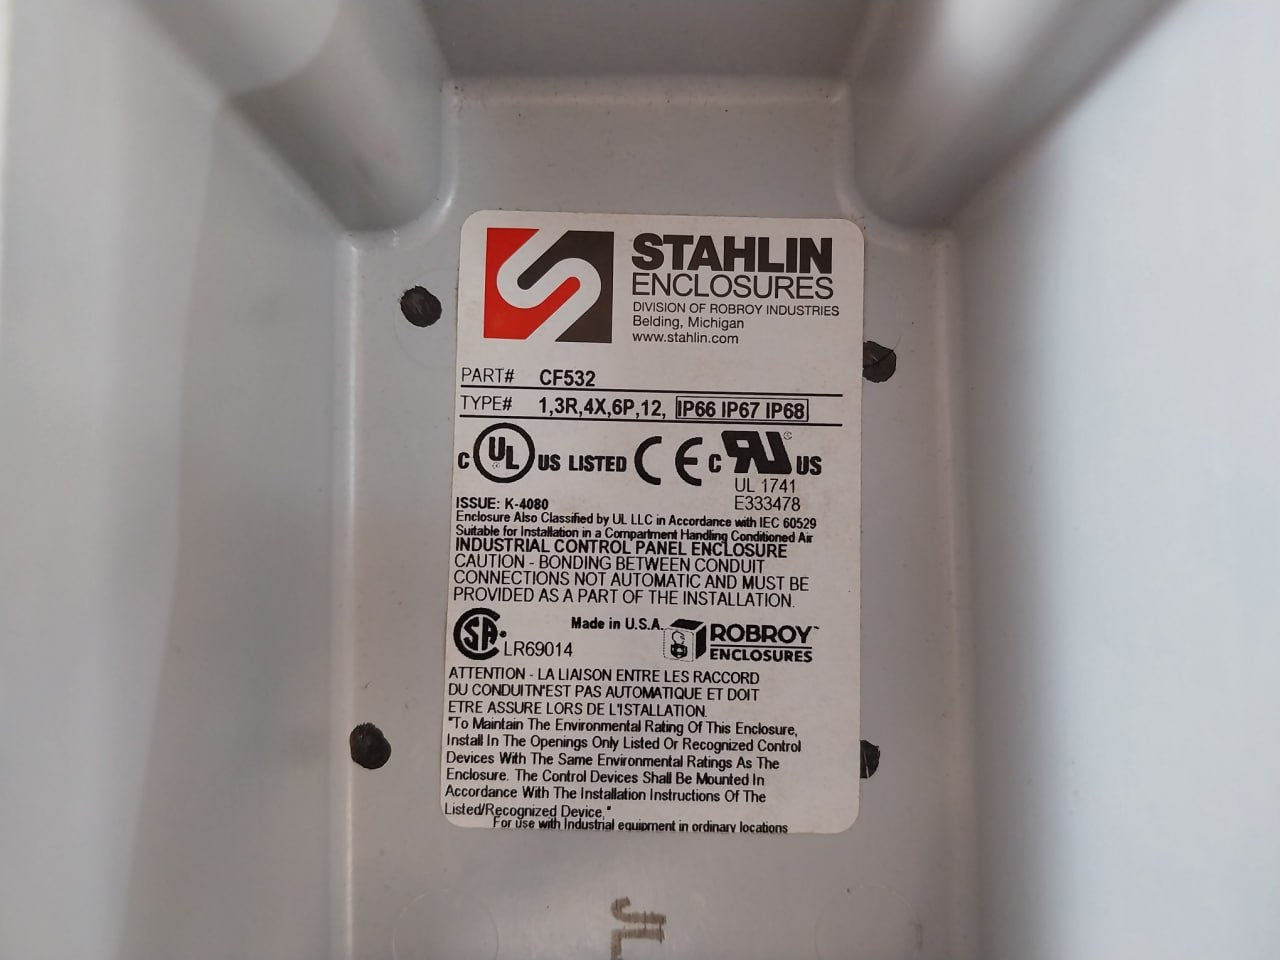 STAHLIN
ENCLOSURES
DIVISION OF ROBROY INDUSTRIES
Belding, Michigan
www.stahlin.com
PART# CF532
TYPE# 1,3R,4X,6P,12, IP66 IP67 IP68
C UL US LISTED CE C RU US
UL 1741
E333478
ISSUE: K-4080
Enclosure Also Classified by UL LLC in Accordance with IEC 60529
Suitable for Installation in a Compartment Handling Conditioned Air
INDUSTRIAL CONTROL PANEL ENCLOSURE
CAUTION - BONDING BETWEEN CONDUIT
CONNECTIONS NOT AUTOMATIC AND MUST BE
PROVIDED AS A PART OF THE INSTALLATION.
Made in U.S.A.
SA LR69014
ROBROY™
ENCLOSURES
ATTENTION - LA LIAISON ENTRE LES RACCORD
DU CONDUITN'EST PAS AUTOMATIQUE ET DOIT
ETRE ASSURE LORS DE L'ISTALLATION.
"To Maintain The Environmental Rating Of This Enclosure,
Install In The Openings Only Listed Or Recognized Control
Devices With The Same Environmental Ratings As The
Enclosure. The Control Devices Shall Be Mounted In
Accordance With The Installation Instructions Of The
Listed/Recognized Device,"
For use with Industrial equipment in ordinary locations
JL